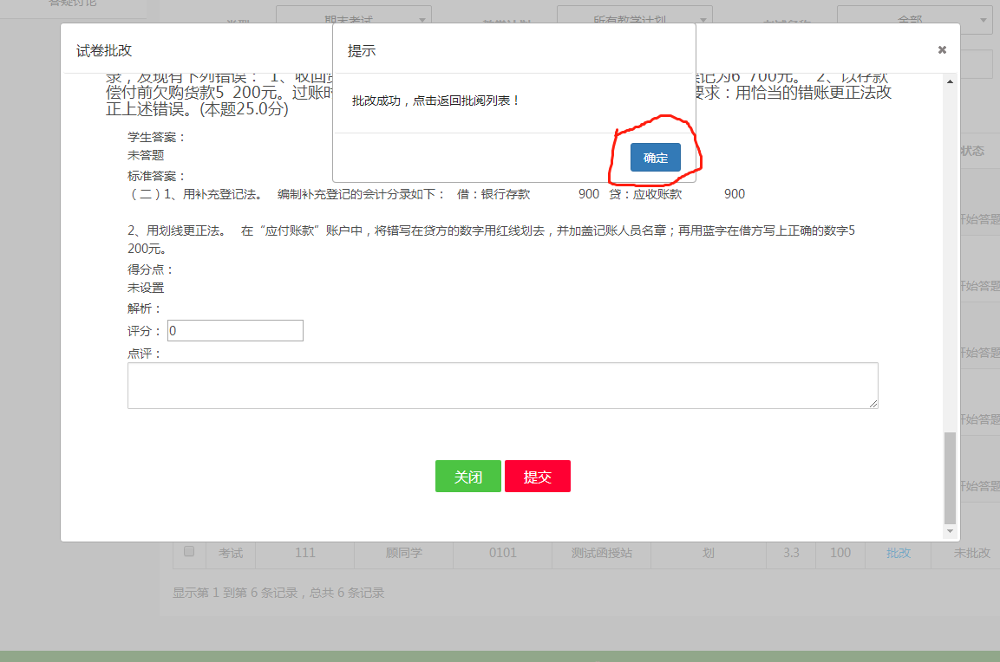 答疑讨论
期末考试
所有教学计划
全部
试卷批改
提示
录，发现有下列错误： 1、收回货
误记为6 700元。 2、以存款
偿付前欠购货款5 200元。过账时
要求：用恰当的错账更正法改
正上述错误。(本题25.0分)
批改成功，点击返回批阅列表！
确定
学生答案：
未答题
标准答案：
（二）1、用补充登记法。 编制补充登记的会计分录如下： 借：银行存款 900 贷：应收账款 900
2、用划线更正法。 在“应付账款”账户中，将错写在贷方的数字用红线划去，并加盖记账人员名章；再用蓝字在借方写上正确的数字5
200元。
得分点：
未设置
解析：
评分： 0
点评：
关闭 提交
状态
开始答题
开始答题
开始答题
开始答题
开始答题
考试 111 顾同学 0101 测试函授站 划 3.3 100 批改 未批改
显示第 1 到第 6 条记录，总共 6 条记录